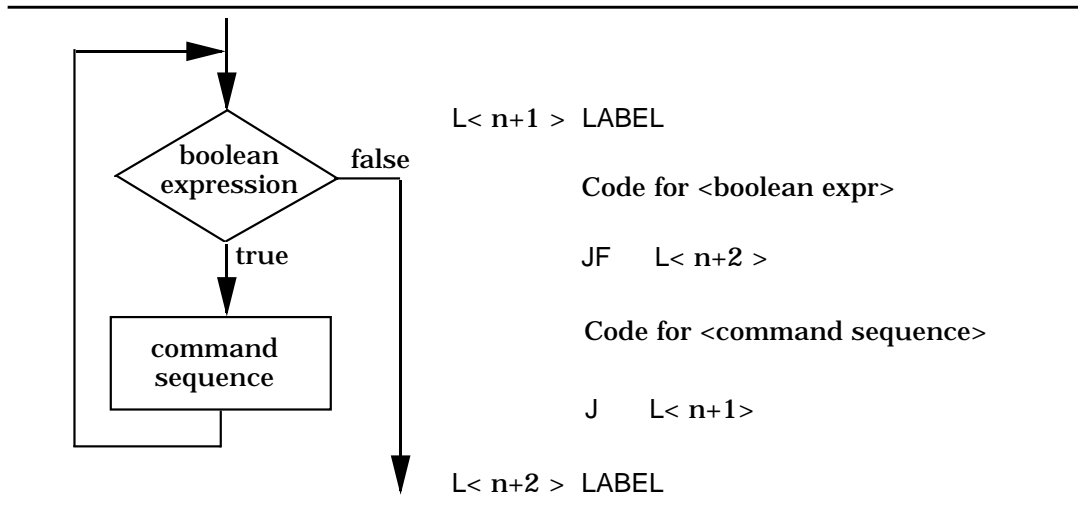 boolean
expression
false
true
command
sequence
L< n+1 > LABEL
Code for <boolean expr>
JF L< n+2 >
Code for <command sequence>
J L< n+1>
L< n+2 > LABEL